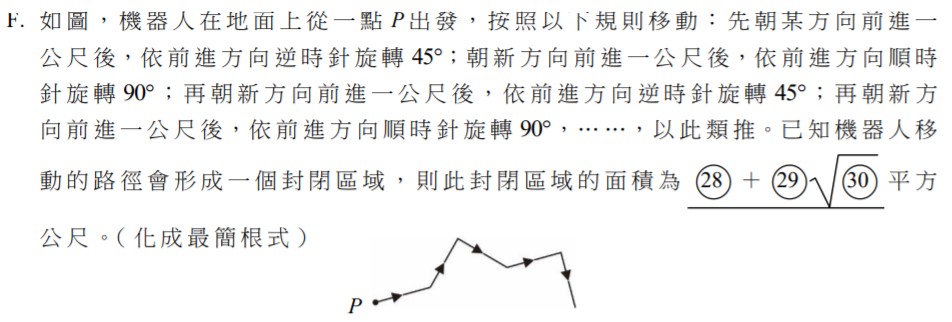 F. 如圖，機器人在地面上從一點 P 出發，按照以下規則移動：先朝某方向前進一
公尺後，依前進方向逆時針旋轉 45°；朝新方向前進一公尺後，依前進方向順時
針旋轉 90°；再朝新方向前進一公尺後，依前進方向逆時針旋轉 45°；再朝新方
向前進一公尺後，依前進方向順時針旋轉 90°，……，以此類推。已知機器人移
動的路徑會形成一個封閉區域，則此封閉區域的面積為 ㉘ + ㉙√㉚ 平方
公尺。（化成最簡根式）
P